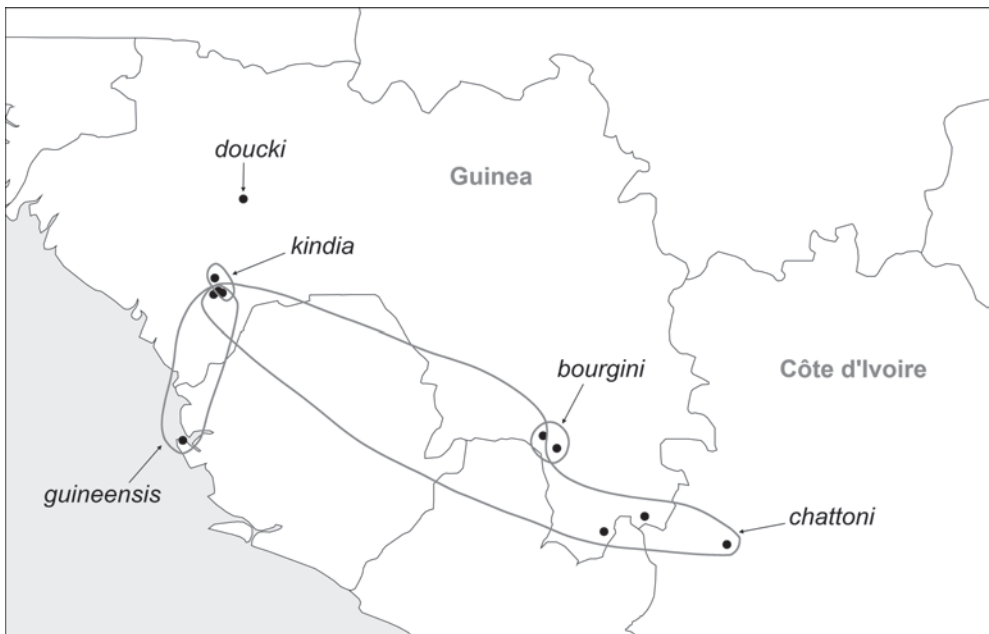 doucki
Guinea
kindia
bourgini
Côte d'Ivoire
guineensis
chattoni